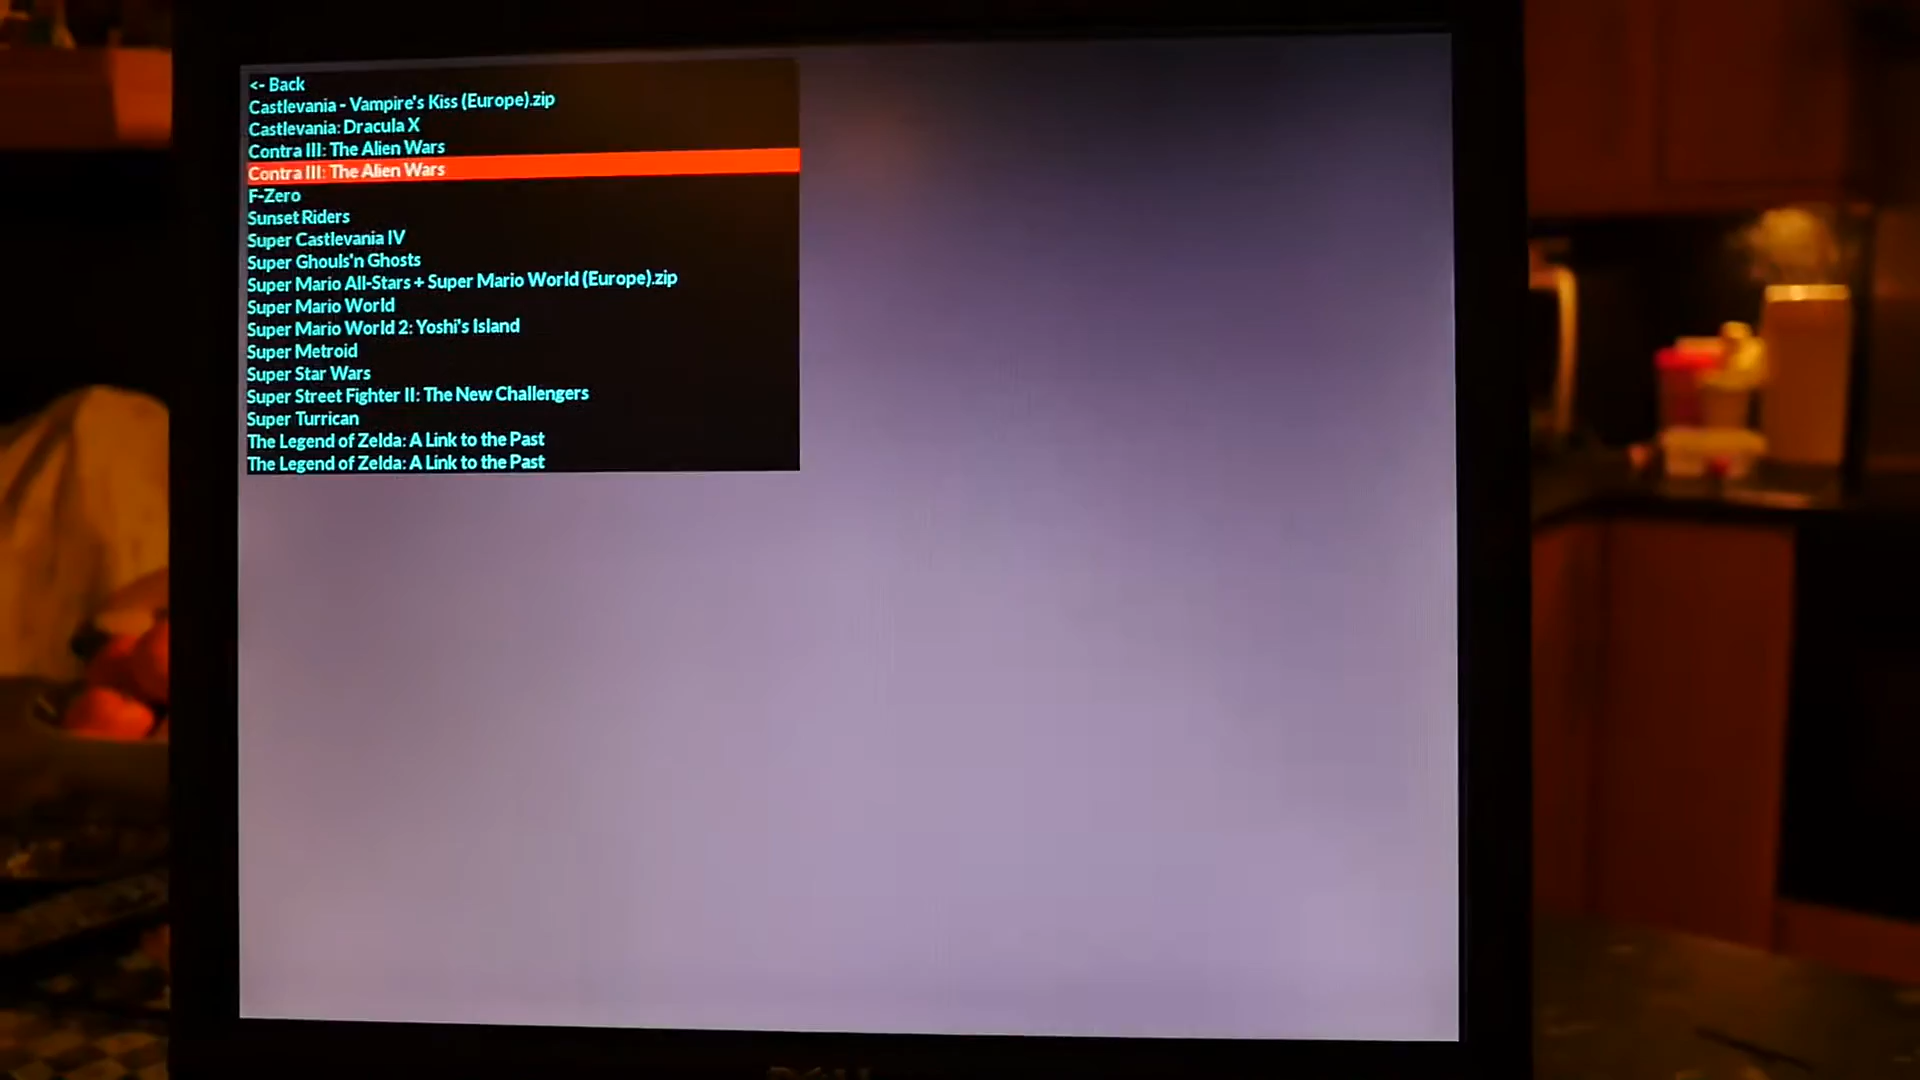 <- Back
Castlevania - Vampire's Kiss (Europe).zip
Castlevania: Dracula X
Contra III: The Alien Wars
Contra III: The Alien Wars
F-Zero
Sunset Riders
Super Castlevania IV
Super Ghouls'n Ghosts
Super Mario All-Stars + Super Mario World (Europe).zip
Super Mario World
Super Mario World 2: Yoshi's Island
Super Metroid
Super Star Wars
Super Street Fighter II: The New Challengers
Super Turrican
The Legend of Zelda: A Link to the Past
The Legend of Zelda: A Link to the Past